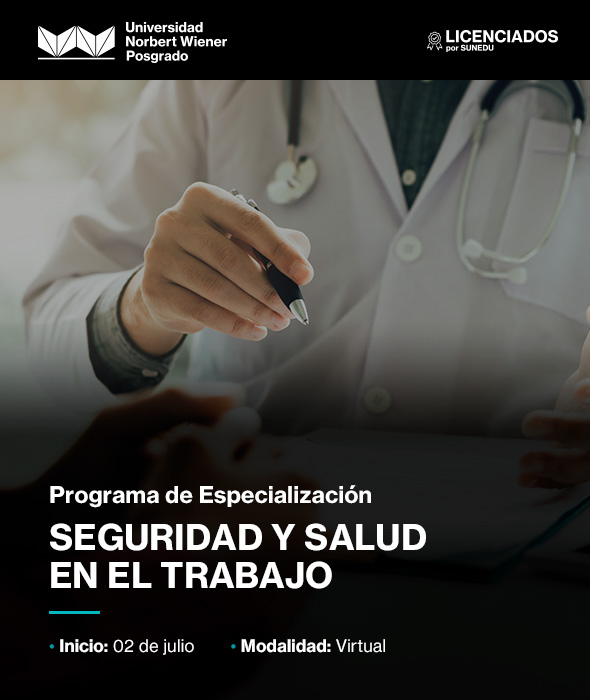 Universidad
Norbert Wiener
Posgrado
LICENCIADOS
por SUNEDU
Programa de Especialización
SEGURIDAD Y SALUD
EN EL TRABAJO
• Inicio: 02 de julio • Modalidad: Virtual